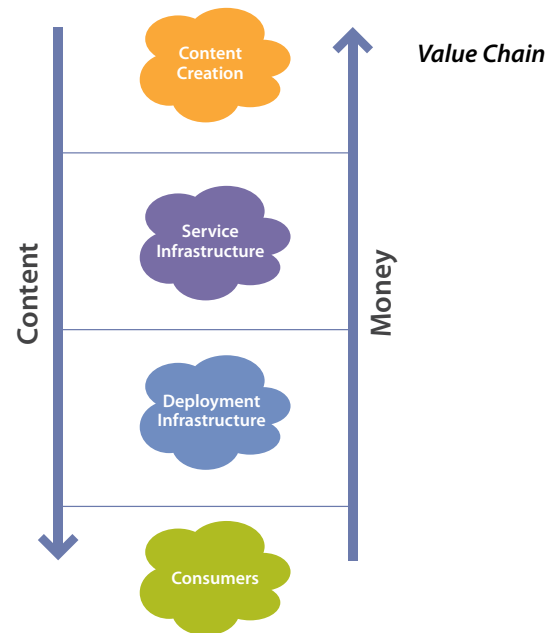 Content
Creation
Value Chain
Service
Infrastructure
Content
Money
Deployment
Infrastructure
Consumers